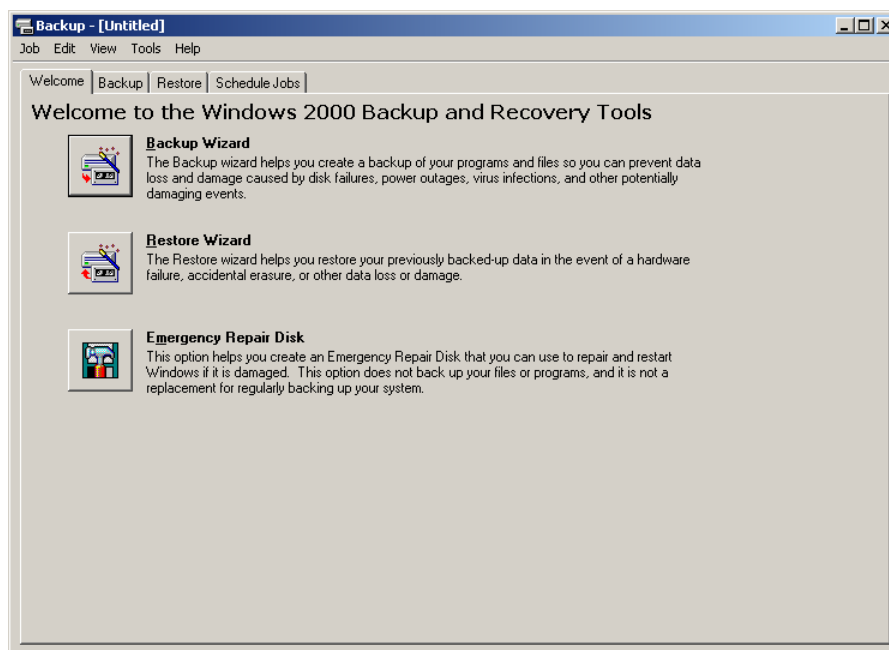 Backup - [Untitled]
Job Edit View Tools Help
Welcome Backup Restore Schedule Jobs
Welcome to the Windows 2000 Backup and Recovery Tools
Backup Wizard
The Backup wizard helps you create a backup of your programs and files so you can prevent data
loss and damage caused by disk failures, power outages, virus infections, and other potentially
damaging events.
Restore Wizard
The Restore wizard helps you restore your previously backed-up data in the event of a hardware
failure, accidental erasure, or other data loss or damage.
Emergency Repair Disk
This option helps you create an Emergency Repair Disk that you can use to repair and restart
Windows if it is damaged. This option does not back up your files or programs, and it is not a
replacement for regularly backing up your system.